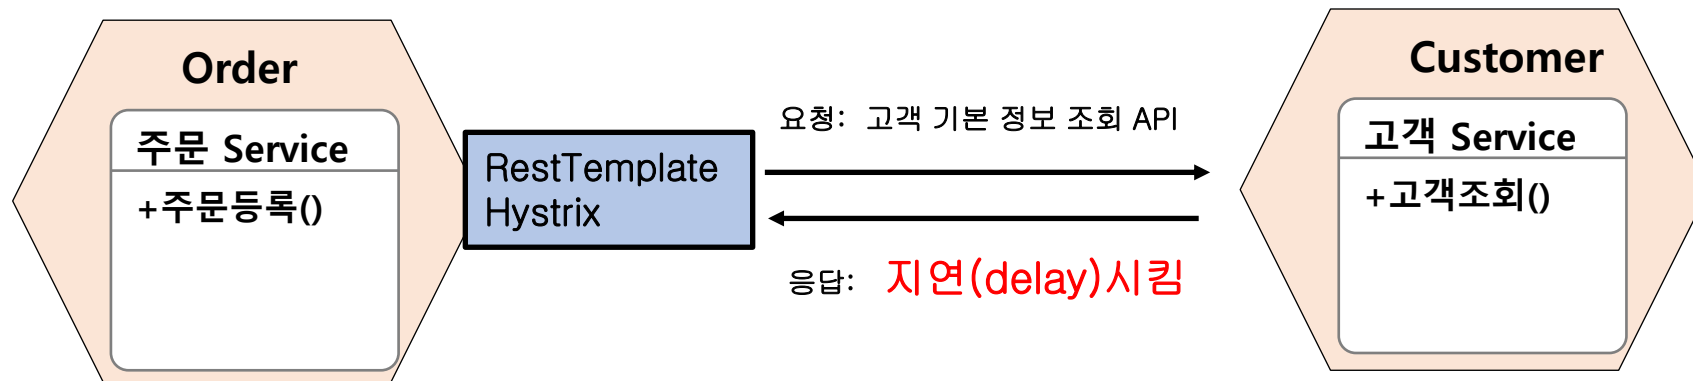 Order
주문 Service
+주문등록()
RestTemplate
Hystrix
요청: 고객 기본 정보 조회 API
응답: 지연(delay)시킴
Customer
고객 Service
+고객조회()